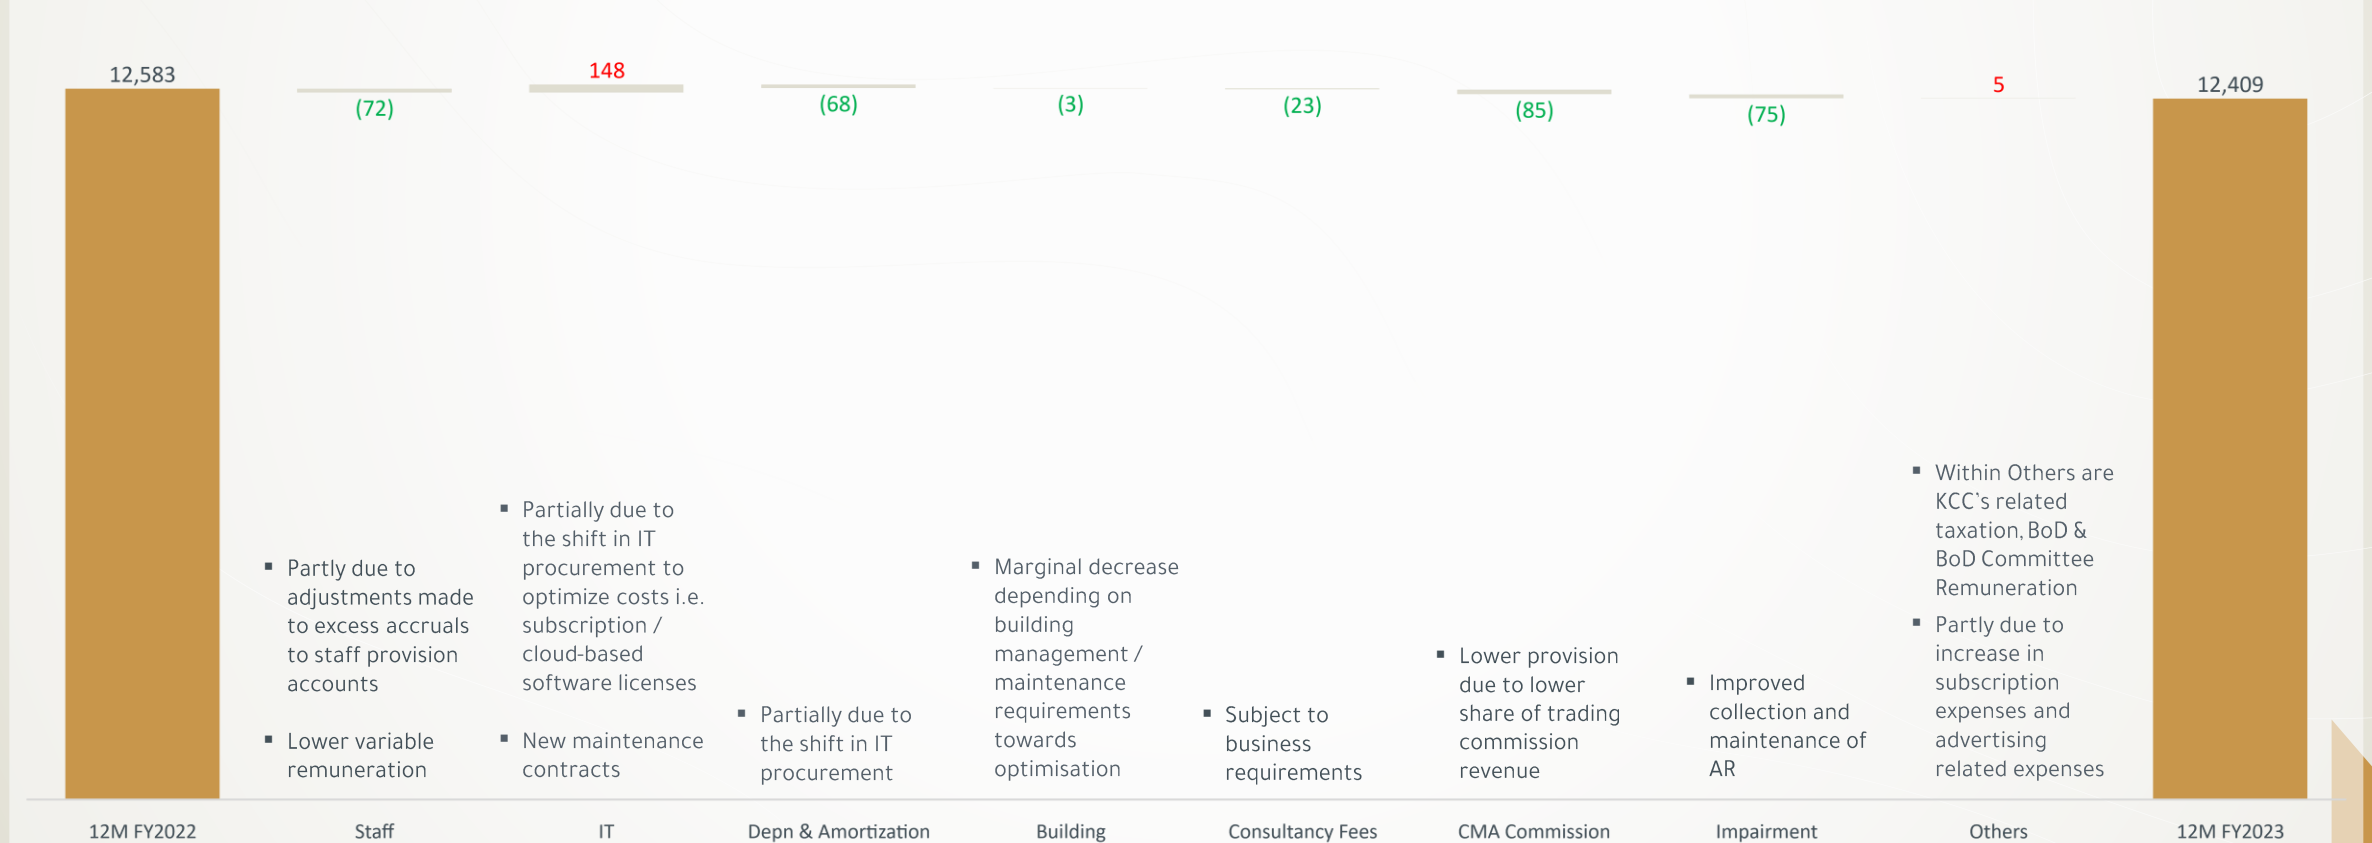 12,583
(72)
148
(68)
(3)
(23)
(85)
(75)
5
12,409
▪ Partly due to
adjustments made
to excess accruals
to staff provision
accounts
▪ Lower variable
remuneration
▪ Partially due to
the shift in IT
procurement to
optimize costs i.e.
subscription /
cloud-based
software licenses
▪ New maintenance
contracts
▪ Partially due to
the shift in IT
procurement
▪ Marginal decrease
depending on
building
management /
maintenance
requirements
towards
optimisation
▪ Subject to
business
requirements
▪ Lower provision
due to lower
share of trading
commission
revenue
▪ Improved
collection and
maintenance of
AR
▪ Within Others are
KCC's related
taxation, BoD &
BoD Committee
Remuneration
▪ Partly due to
increase in
subscription
expenses and
advertising
related expenses
12M FY2022
Staff
IT
Depn & Amortization
Building
Consultancy Fees
CMA Commission
Impairment
Others
12M FY2023